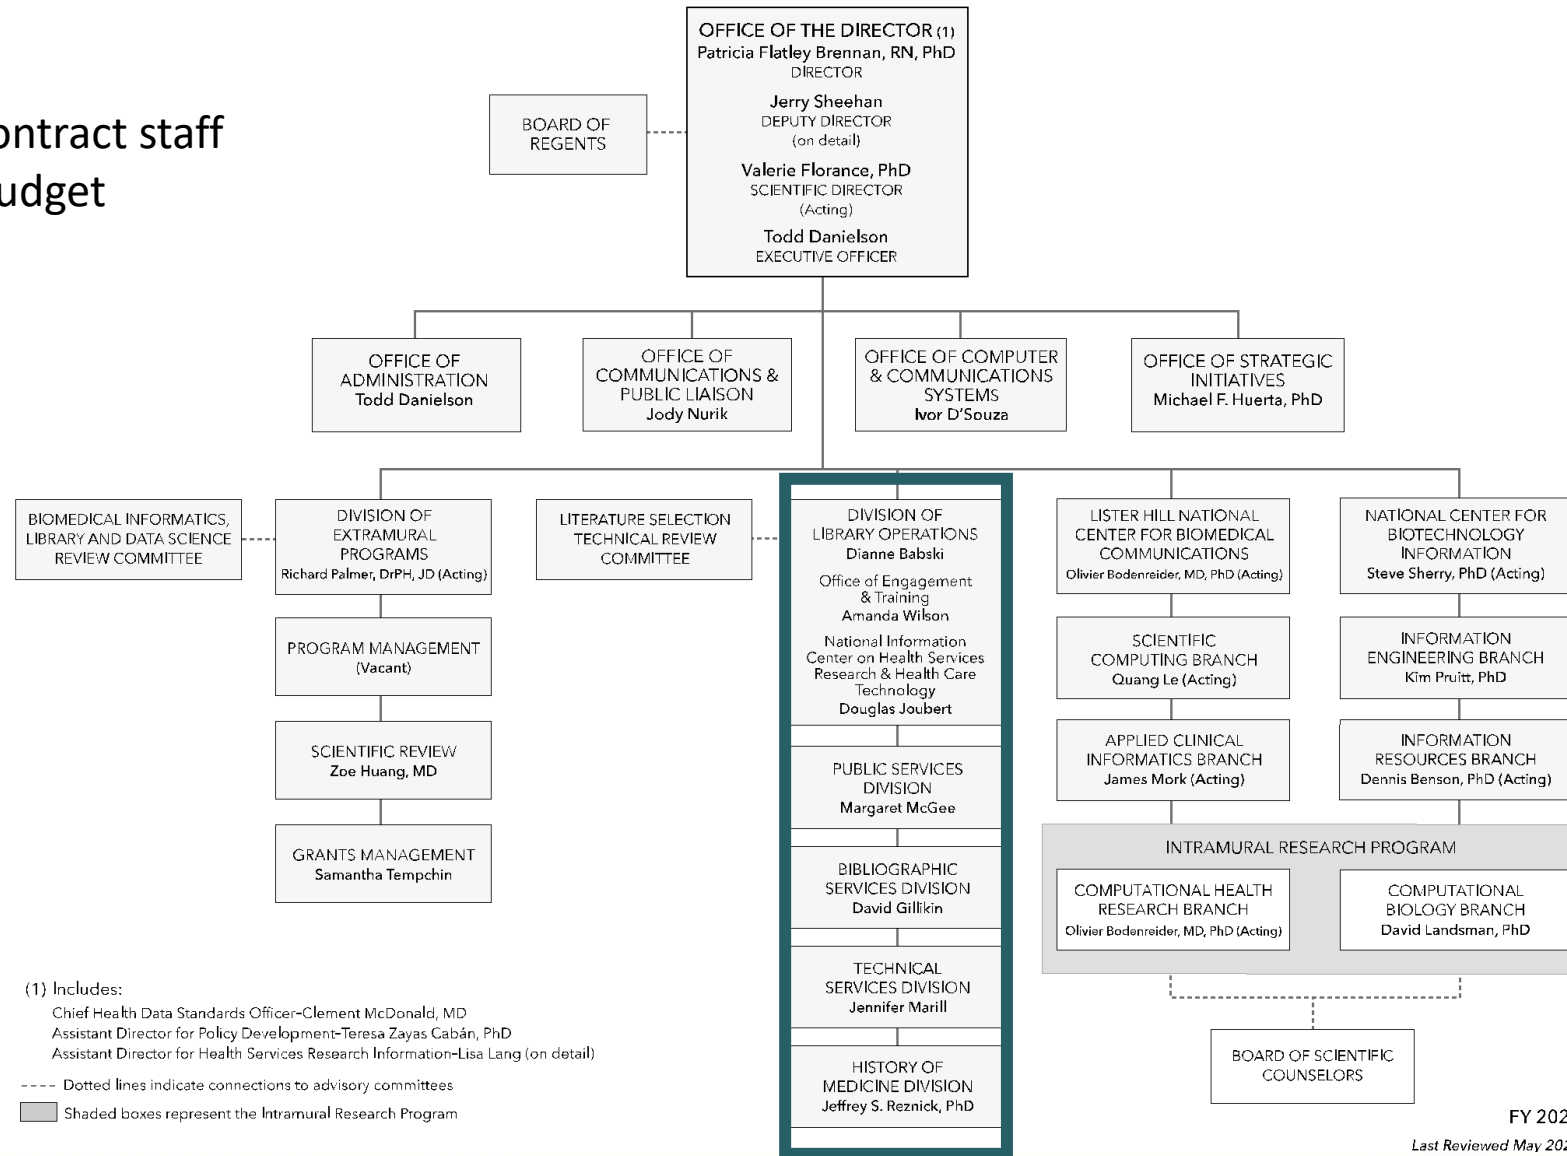 ontract staff
udget
OFFICE OF THE DIRECTOR (1)
Patricia Flatley Brennan, RN, PhD
DIRECTOR
Jerry Sheehan
DEPUTY DIRECTOR
(on detail)
Valerie Florance, PhD
SCIENTIFIC DIRECTOR
(Acting)
Todd Danielson
EXECUTIVE OFFICER
BOARD OF
REGENTS
OFFICE OF
ADMINISTRATION
Todd Danielson
OFFICE OF
COMMUNICATIONS &
PUBLIC LIAISON
Jody Nurik
OFFICE OF COMPUTER
& COMMUNICATIONS
SYSTEMS
Ivor D'Souza
OFFICE OF STRATEGIC
INITIATIVES
Michael F. Huerta, PhD
BIOMEDICAL INFORMATICS,
LIBRARY AND DATA SCIENCE
REVIEW COMMITTEE
DIVISION OF
EXTRAMURAL
PROGRAMS
Richard Palmer, DrPH, JD (Acting)
PROGRAM MANAGEMENT
(Vacant)
SCIENTIFIC REVIEW
Zoe Huang, MD
GRANTS MANAGEMENT
Samantha Tempchin
LITERATURE SELECTION
TECHNICAL REVIEW
COMMITTEE
DIVISION OF
LIBRARY OPERATIONS
Dianne Babski
Office of Engagement
& Training
Amanda Wilson
National Information
Center on Health Services
Research & Health Care
Technology
Douglas Joubert
PUBLIC SERVICES
DIVISION
Margaret McGee
BIBLIOGRAPHIC
SERVICES DIVISION
David Gillikin
TECHNICAL
SERVICES DIVISION
Jennifer Marill
HISTORY OF
MEDICINE DIVISION
Jeffrey S. Reznick, PhD
LISTER HILL NATIONAL
CENTER FOR BIOMEDICAL
COMMUNICATIONS
Olivier Bodenreider, MD, PhD (Acting)
SCIENTIFIC
COMPUTING BRANCH
Quang Le (Acting)
APPLIED CLINICAL
INFORMATICS BRANCH
James Mork (Acting)
NATIONAL CENTER FOR
BIOTECHNOLOGY
INFORMATION
Steve Sherry, PhD (Acting)
INFORMATION
ENGINEERING BRANCH
Kim Pruitt, PhD
INFORMATION
RESOURCES BRANCH
Dennis Benson, PhD (Acting)
INTRAMURAL RESEARCH PROGRAM
COMPUTATIONAL HEALTH
RESEARCH BRANCH
Olivier Bodenreider, MD, PhD (Acting)
COMPUTATIONAL
BIOLOGY BRANCH
David Landsman, PhD
BOARD OF SCIENTIFIC
COUNSELORS
(1) Includes:
Chief Health Data Standards Officer-Clement McDonald, MD
Assistant Director for Policy Development-Teresa Zayas Cabán, PhD
Assistant Director for Health Services Research Information-Lisa Lang (on detail)
---- Dotted lines indicate connections to advisory committees
Shaded boxes represent the Intramural Research Program
FY 202
Last Reviewed May 202